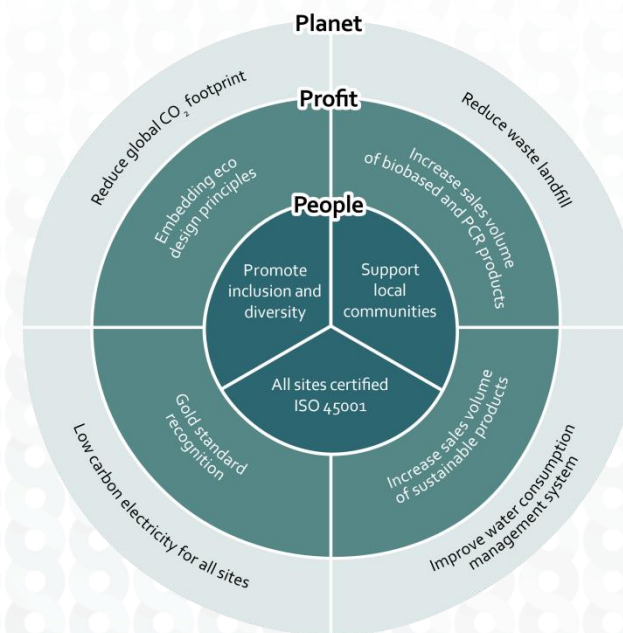 Planet
Reduce global CO₂ footprint
Reduce waste landfill
Profit
Embedding eco
design principles
Increase sales volume
of biobased and PCR
products
People
Promote
inclusion and
diversity
Support
local
communities
All sites certified
ISO 45001
Gold standard
recognition
Increase sales volume
of sustainable products
Low carbon electricity for all sites
Improve water consumption
management system